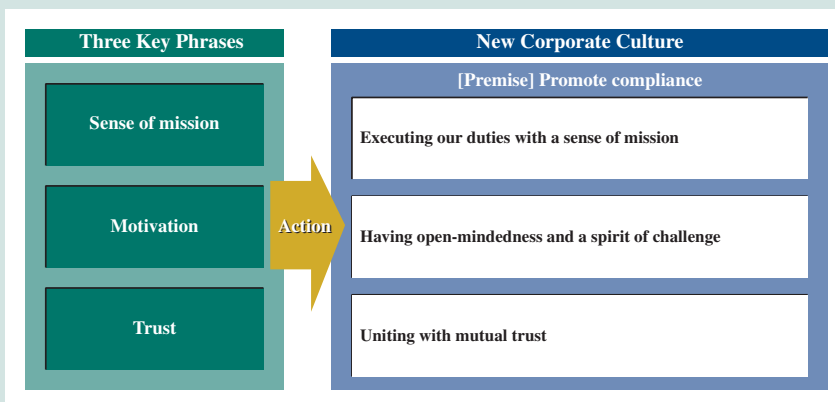 Three Key Phrases
Sense of mission
Motivation
Trust
Action
New Corporate Culture
[Premise] Promote compliance
Executing our duties with a sense of mission
Having open-mindedness and a spirit of challenge
Uniting with mutual trust